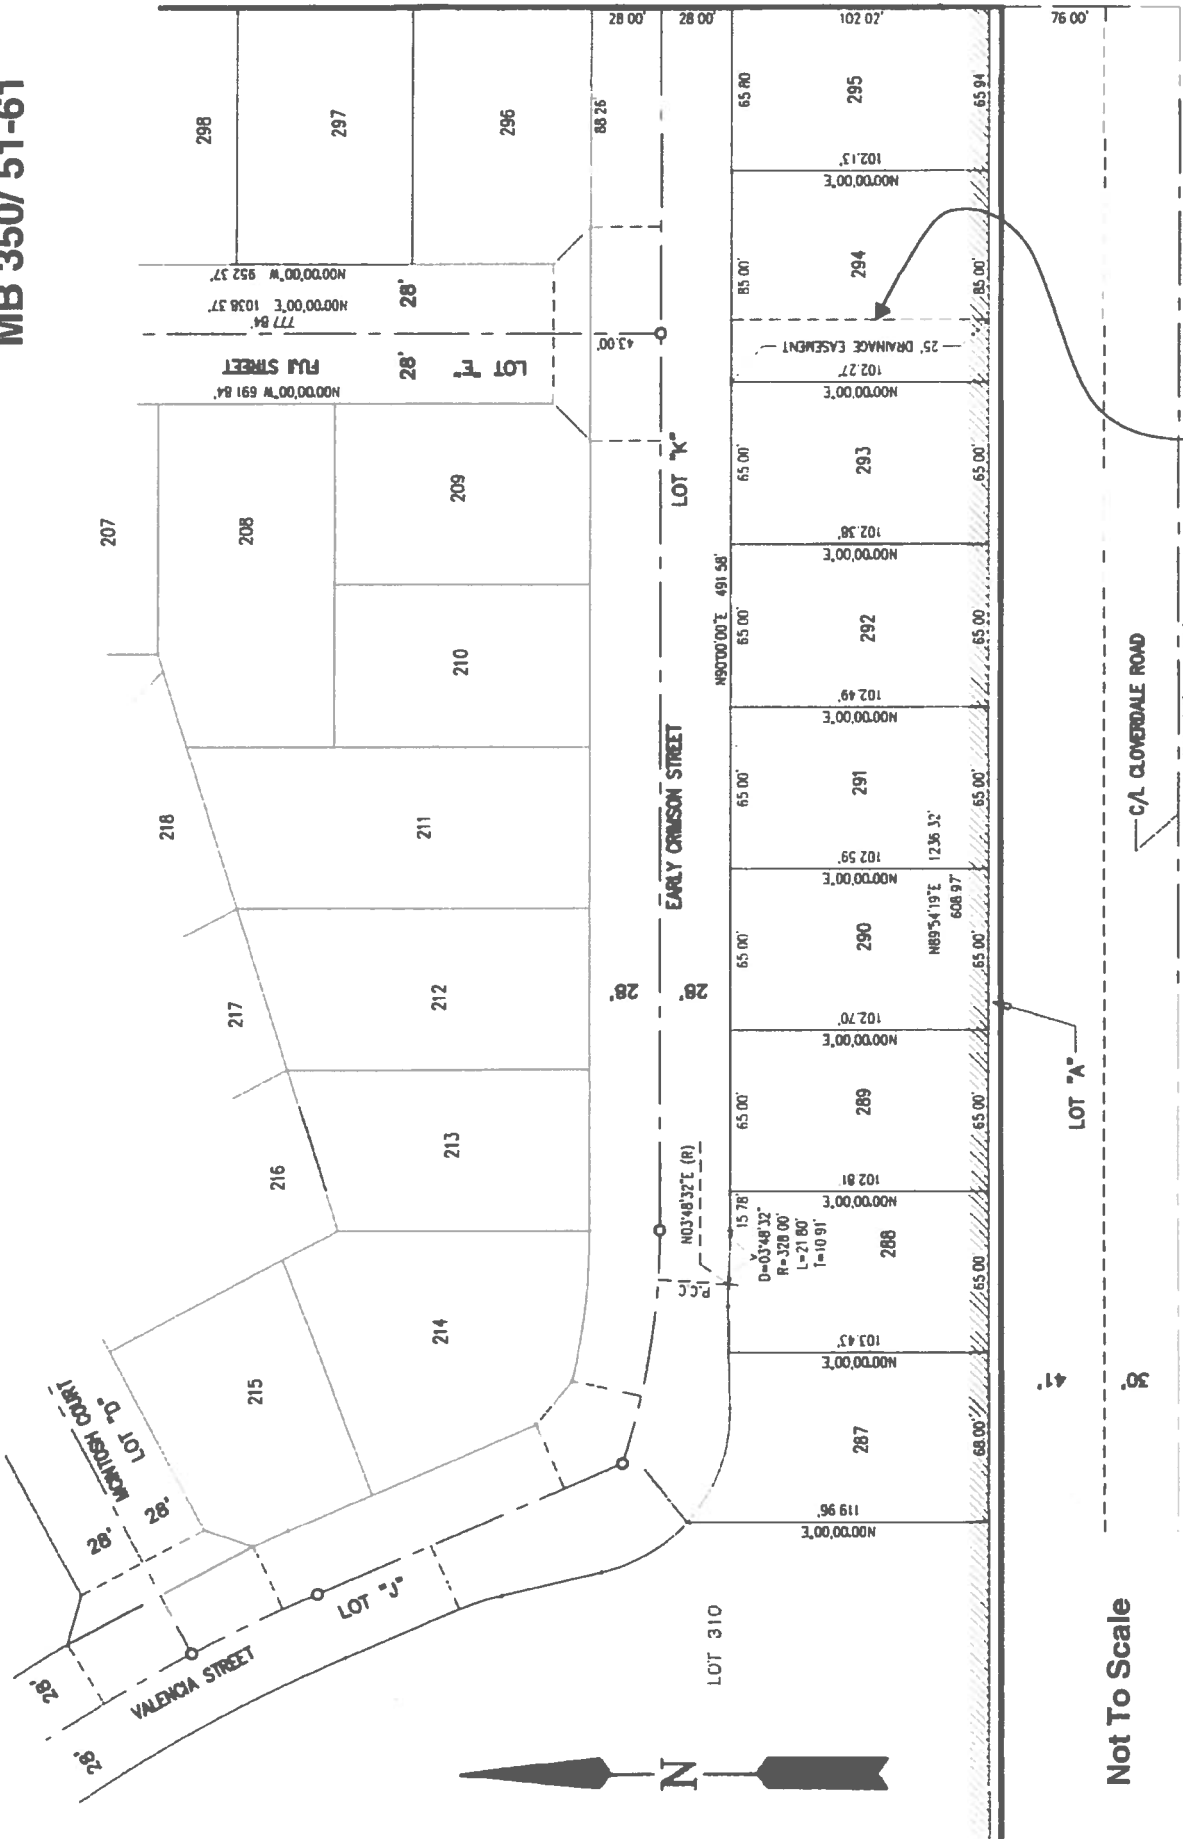 MB 350/ 51-61
298
297
296
88 26
28 00'
28 00'
102 02'
76 00'
65 80
295
65 94
102.13'
N00'00'00"E
N00'00'00"W 952 37'
N00'00'00"E 1038 37'
777 84'
28'
28'
FUJI STREET
LOT "E"
N00'00'00"W 691 84'
43.00'
85 00'
294
85 00'
25' DRAINAGE EASEMENT
102.27'
N00'00'00"E
207
208
209
LOT "K"
65 00'
293
65 00'
102.38'
N00'00'00"E
N90'00'00"E 491 58'
210
65 00'
292
65 00
102.49'
N00'00'00"E
C/L CLOVERDALE ROAD
218
211
EARLY CRIMSON STREET
65 00'
291
65 00'
102 59'
N00'00'00"E
N89'54'19"E 1236 32'
608 97'
217
212
28'
28'
65 00'
290
65 00'
102.70'
N00'00'00"E
LOT "A"
216
213
65 00'
289
65 00'
102 81
N00'00'00"E
N03'48'32"E (R)
15 78'
P.C.C
D=03'48'32"
R=328 00'
L=21 80'
T=10 91'
288
65 00'
103 43'
N00'00'00"E
214
215
MCINTOSH COURT
LOT "D"
28'
28'
287
68 00'
41'
30'
119 96'
N00'00'00"E
LOT "J"
VALENCIA STREET
28'
28'
LOT 310
N
Not To Scale